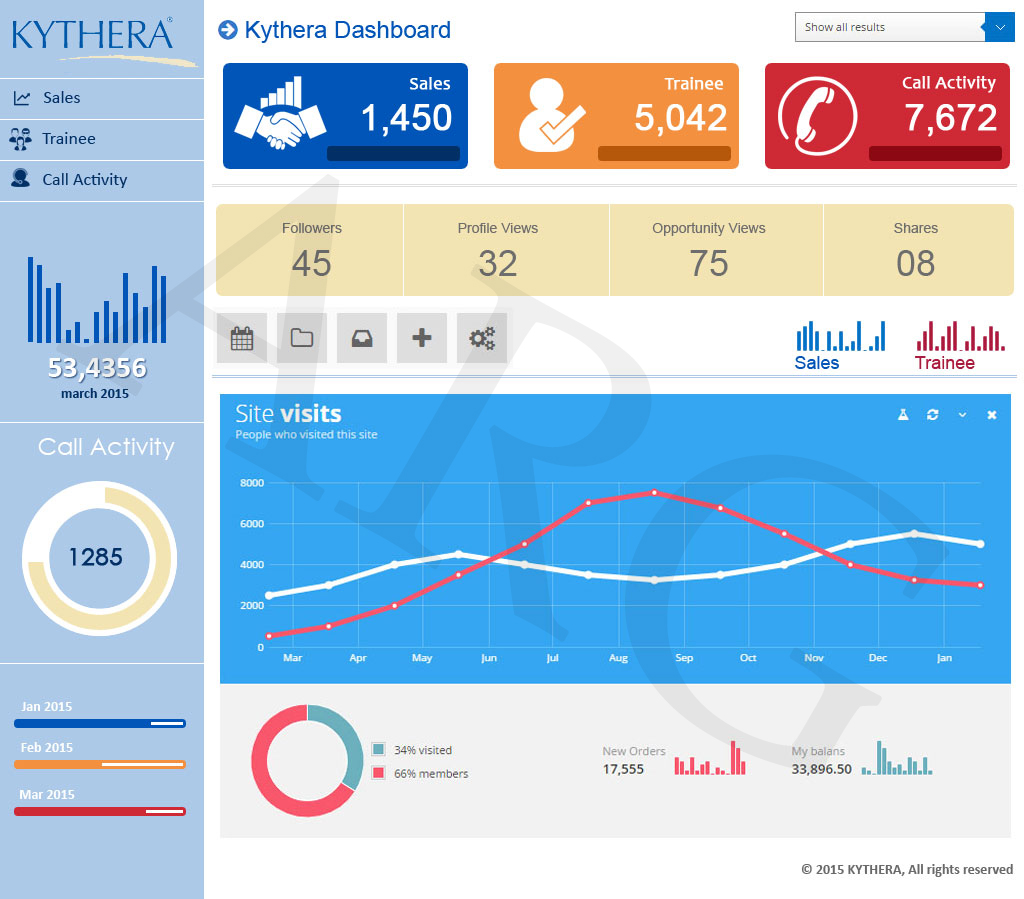 KYTHERA®
Sales
Trainee
Call Activity
53,4356
march 2015
Call Activity
1285
Jan 2015
Feb 2015
Mar 2015
Kythera Dashboard
Show all results
Sales
1,450
Trainee
5,042
Call Activity
7,672
Followers
45
Profile Views
32
Opportunity Views
75
Shares
08
Sales
Trainee
Site visits
People who visited this site
8000
6000
4000
2000
0
Mar Apr May Jun Jul Aug Sep Oct Nov Dec Jan
34% visited
66% members
New Orders
17,555
My balans
33,896.50
© 2015 KYTHERA, All rights reserved
ARG